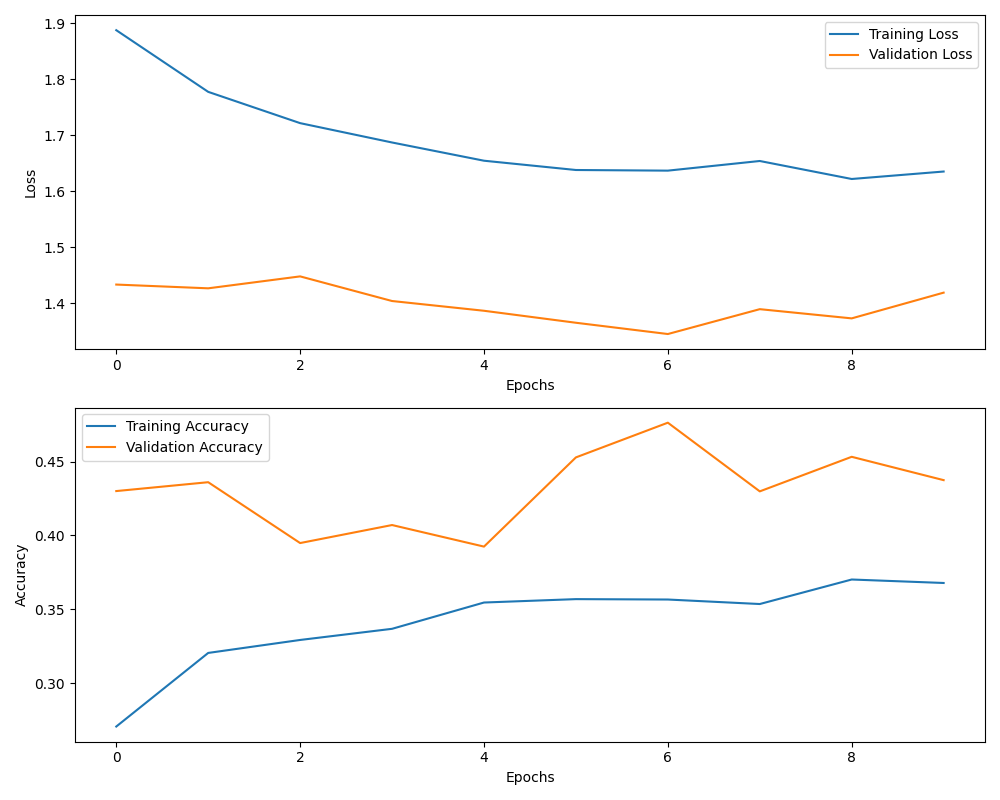 1.9
1.8
1.7
1.6
1.5
1.4
Loss
Training Loss
Validation Loss
0 2 4 6 8
Epochs
0.45
0.40
0.35
0.30
Accuracy
Training Accuracy
Validation Accuracy
0 2 4 6 8
Epochs